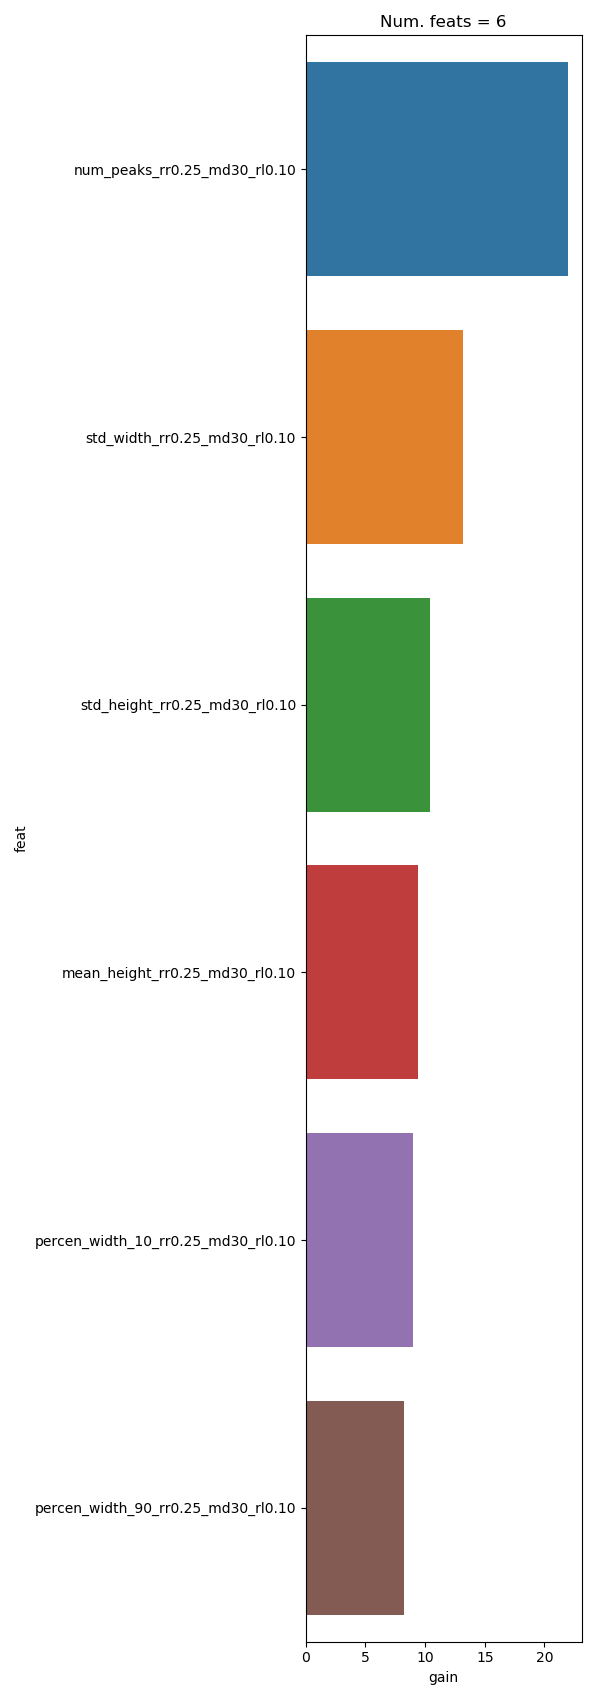 Num. feats = 6
num_peaks_rr0.25_md30_rl0.10
std_width_rr0.25_md30_rl0.10
std_height_rr0.25_md30_rl0.10
feat
mean_height_rr0.25_md30_rl0.10
percen_width_10_rr0.25_md30_rl0.10
percen_width_90_rr0.25_md30_rl0.10
0 5 10 15 20
gain